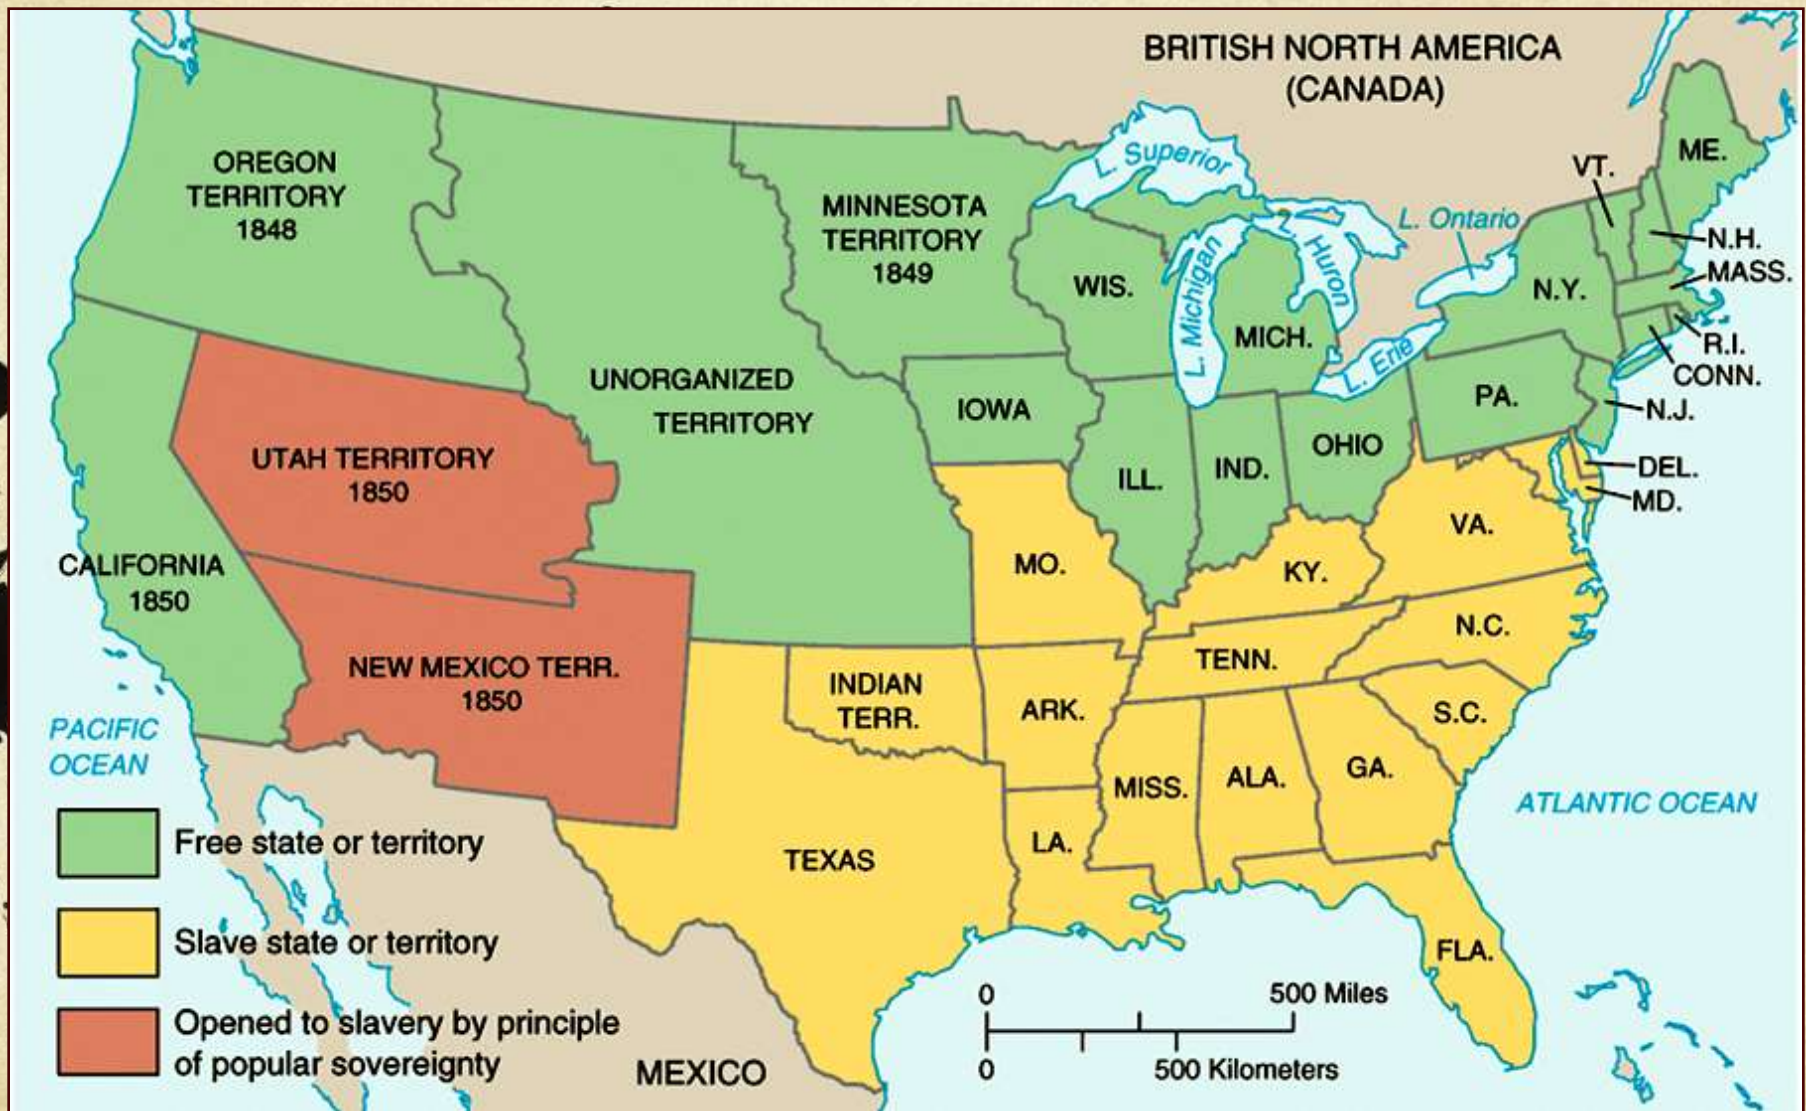 BRITISH NORTH AMERICA
(CANADA)
OREGON
TERRITORY
1848
MINNESOTA
TERRITORY
1849
L. Superior
L. Michigan
L. Huron
L. Ontario
L. Erie
WIS.
MICH.
VT.
ME.
N.H.
MASS.
N.Y.
R.I.
CONN.
PA.
N.J.
UNORGANIZED
TERRITORY
IOWA
ILL.
IND.
OHIO
DEL.
MD.
UTAH TERRITORY
1850
CALIFORNIA
1850
MO.
KY.
VA.
NEW MEXICO TERR.
1850
INDIAN
TERR.
ARK.
TENN.
N.C.
S.C.
PACIFIC
OCEAN
MISS.
ALA.
GA.
ATLANTIC OCEAN
TEXAS
LA.
FLA.
Free state or territory
Slave state or territory
Opened to slavery by principle
of popular sovereignty
MEXICO
0 500 Miles
0 500 Kilometers